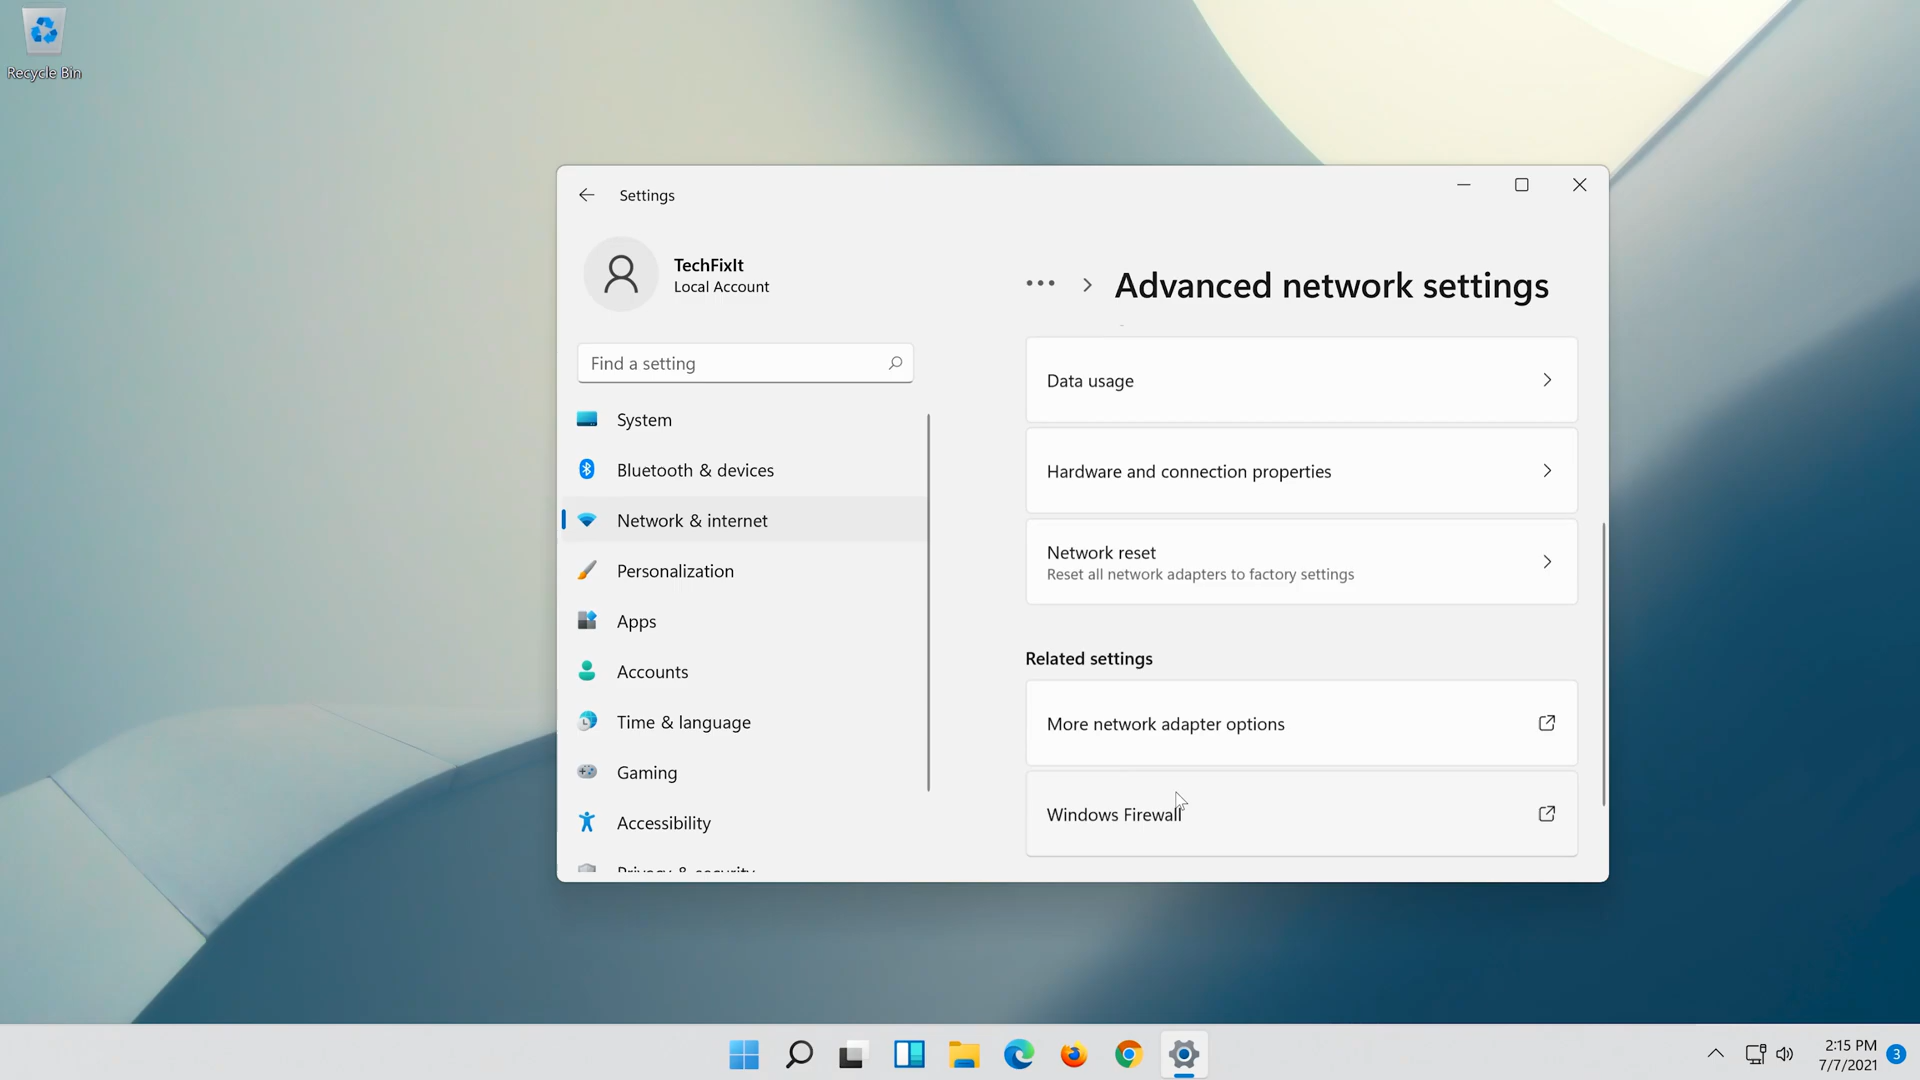 Recycle Bin
Settings
TechFixIt
Local Account
Find a setting
System
Bluetooth & devices
Network & internet
Personalization
Apps
Accounts
Time & language
Gaming
Accessibility
Privacy & security
Advanced network settings
Data usage
Hardware and connection properties
Network reset
Reset all network adapters to factory settings
Related settings
More network adapter options
Windows Firewall
2:15 PM
7/7/2021
3